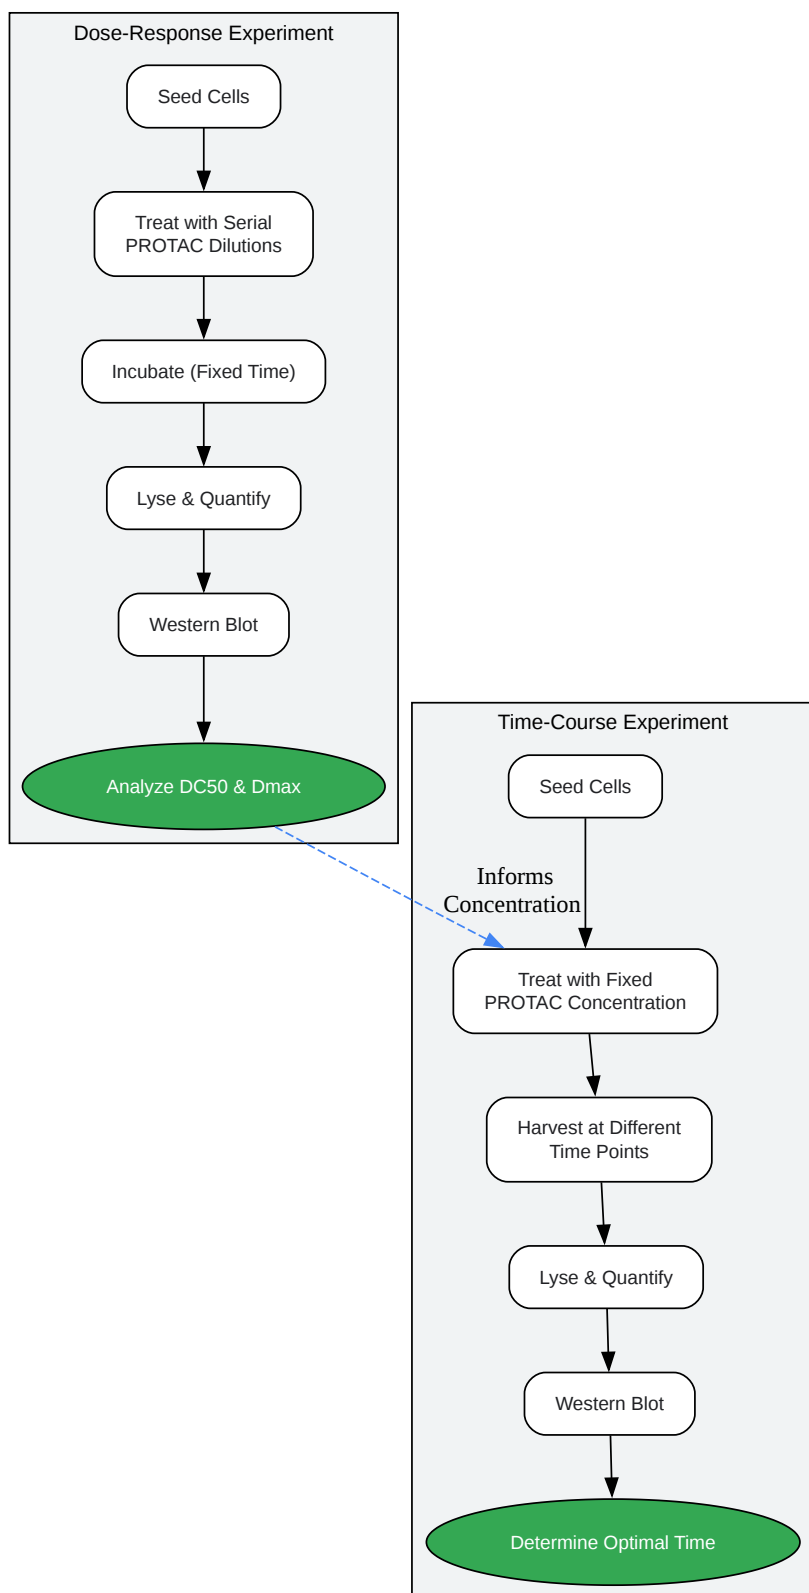 Dose-Response Experiment
Seed Cells
Treat with Serial
PROTAC Dilutions
Incubate (Fixed Time)
Lyse & Quantify
Western Blot
Analyze DC50 & Dmax
Time-Course Experiment
Seed Cells
Informs
Concentration
Treat with Fixed
PROTAC Concentration
Harvest at Different
Time Points
Lyse & Quantify
Western Blot
Determine Optimal Time